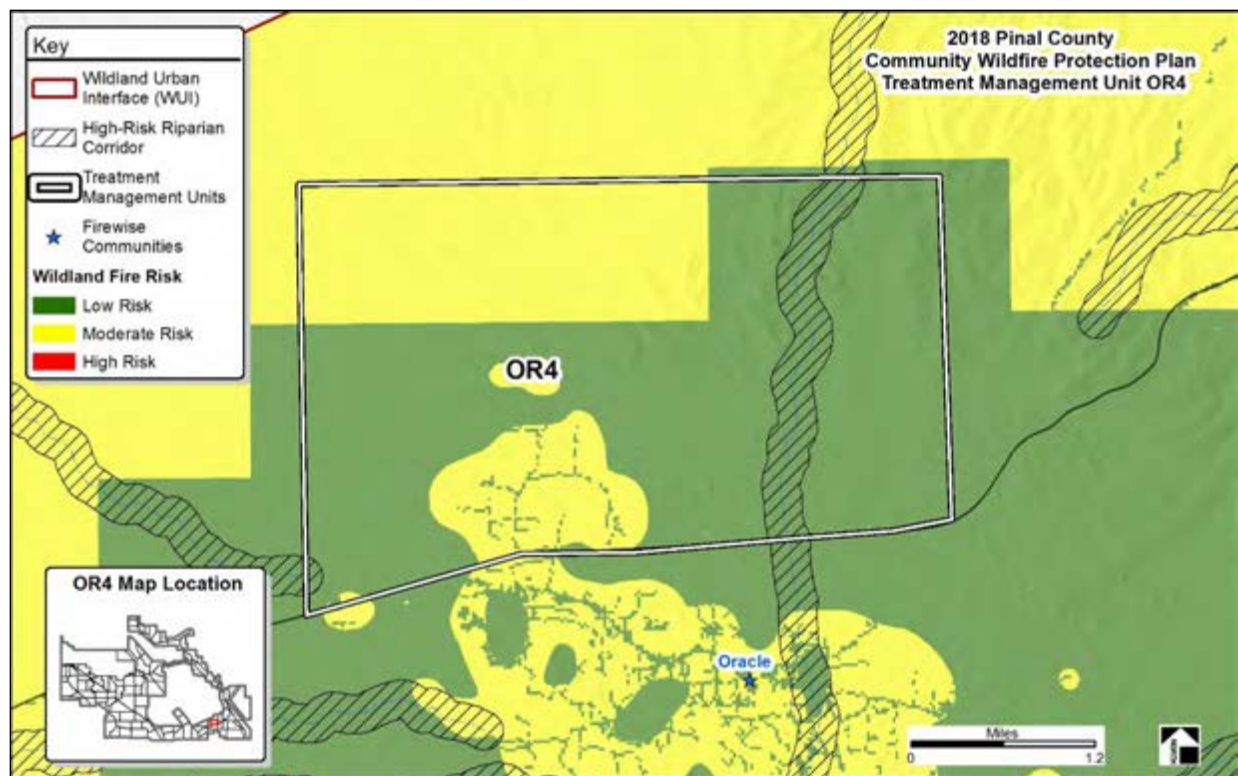 Key
Wildland Urban
Interface (WUI)
High-Risk Riparian
Corridor
Treatment
Management Units
Firewise
Communities
Wildland Fire Risk
Low Risk
Moderate Risk
High Risk
2018 Pinal County
Community Wildfire Protection Plan
Treatment Management Unit OR4
OR4
Oracle
OR4 Map Location
Miles
0
1.2